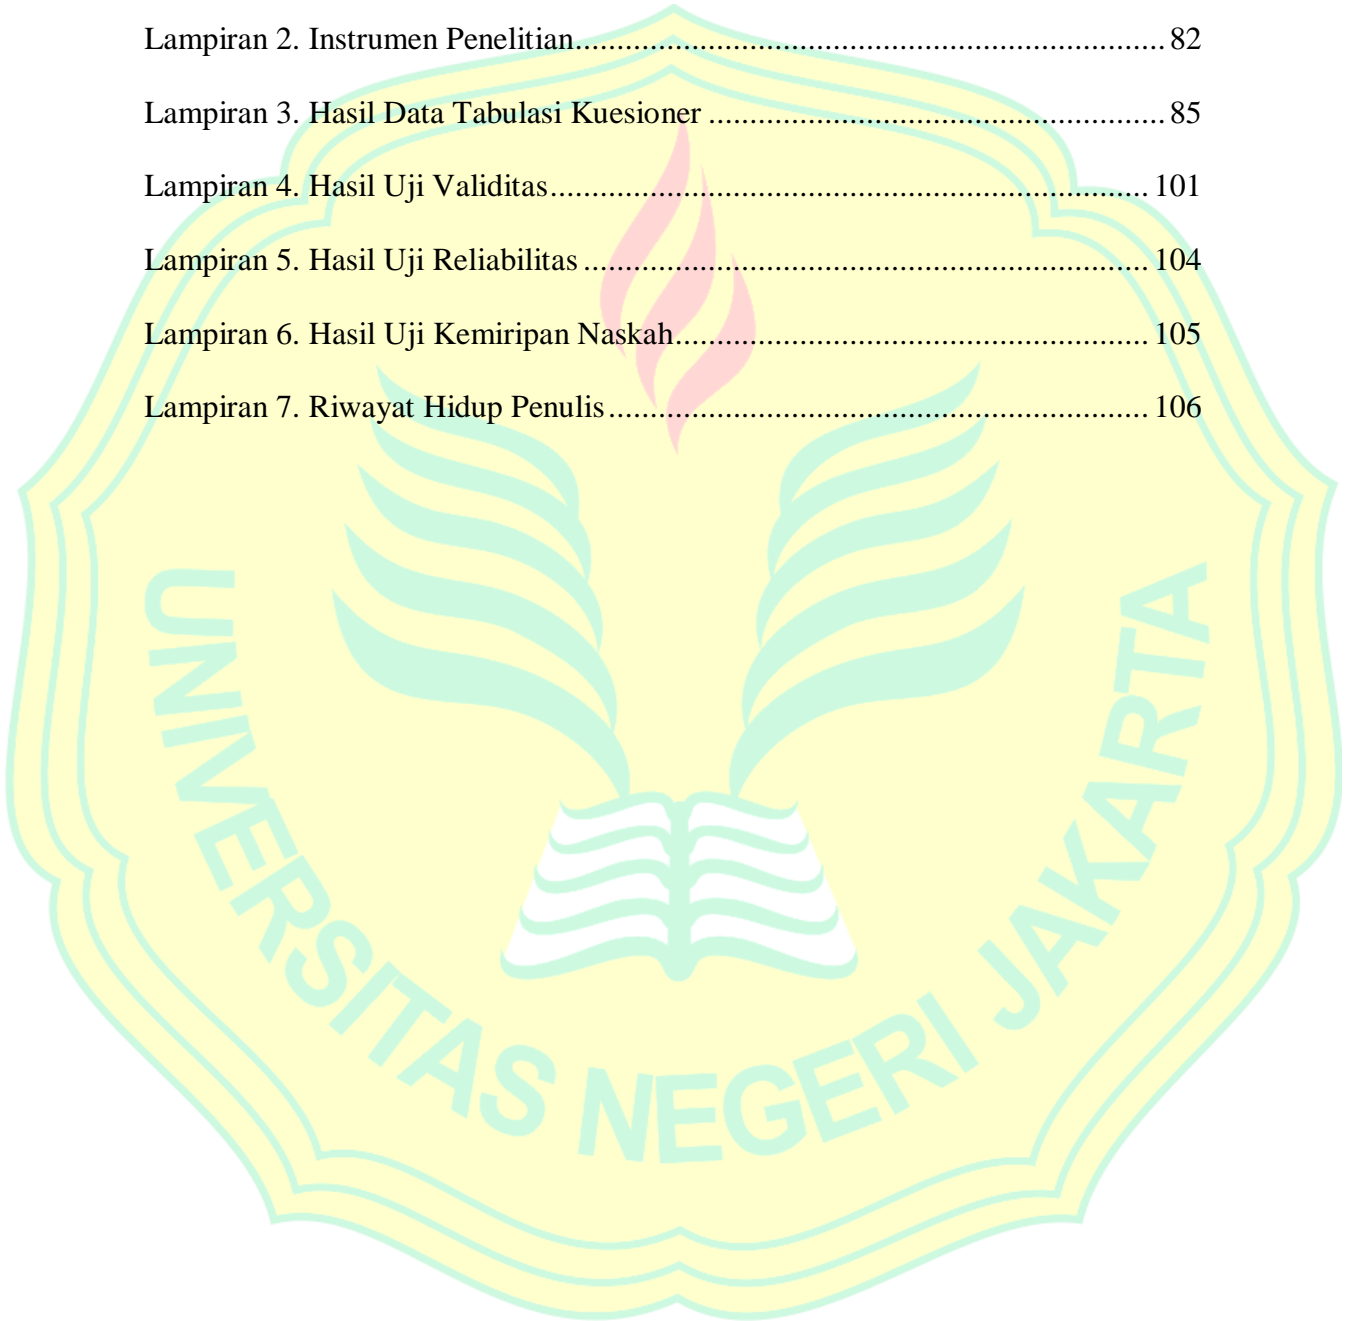 Lampiran 2. Instrumen Penelitian....................................................................... 82
Lampiran 3. Hasil Data Tabulasi Kuesioner ....................................................... 85
Lampiran 4. Hasil Uji Validitas........................................................................ 101
Lampiran 5. Hasil Uji Reliabilitas .................................................................... 104
Lampiran 6. Hasil Uji Kemiripan Naskah......................................................... 105
Lampiran 7. Riwayat Hidup Penulis................................................................. 106
UNIVERSITAS NEGERI JAKARTA